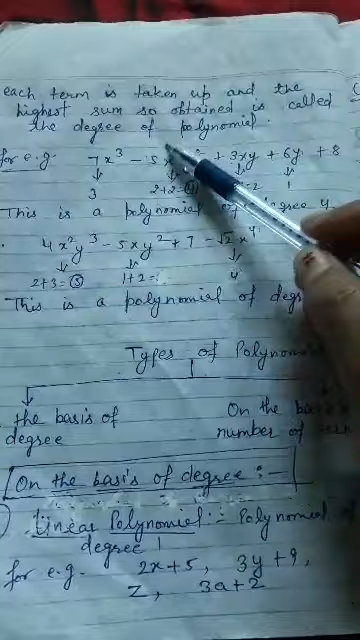 each term is taken up and the
highest sum so obtained is called
the degree of polynomial.
for e.g. 7x³ - 5 + 3xy + 6y + 8
3 2+2=④ 2 1
This is a polynomial of degree 4
4x²y³ - 5xy² + 7 - √2x⁴
2+3=⑤ 1+2= 4
This is a polynomial of
Types of
the basis of
degree
On the
number of
On the basis of degree :-
Linear Polynomial :- Polynomial of
degree 1
for e.g. 2x+5, 3y+9,
z, 3a+2